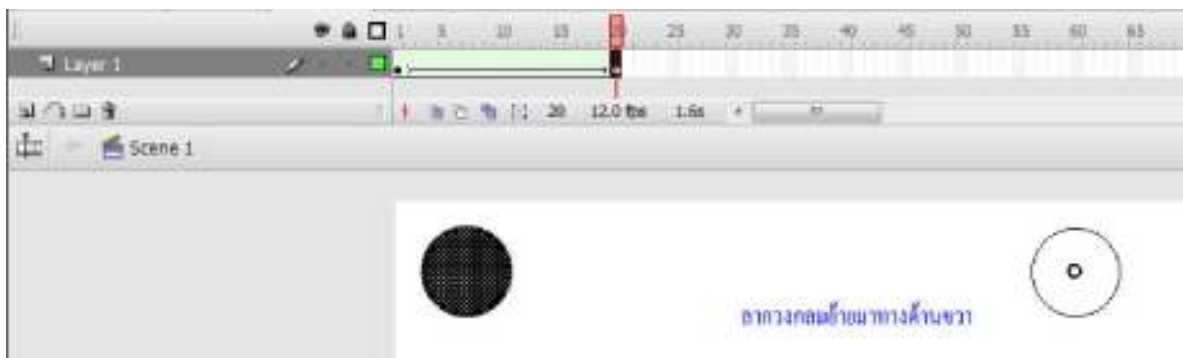 1 5 10 15 20 25 30 35 40 45 50 55 60 65
Layer 1
20 12.0 fps 1.6s
Scene 1
ลากวงกลมย้ายมาทางด้านขวา